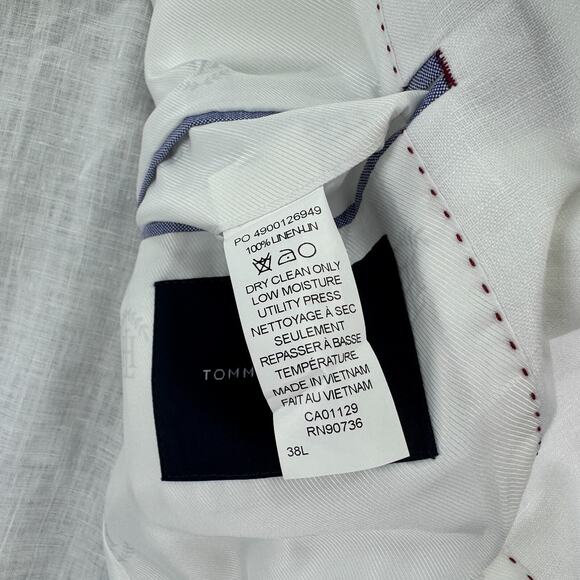 PO 4900126949
100% LINEN-LIN
DRY CLEAN ONLY
LOW MOISTURE
UTILITY PRESS
NETTOYAGE À SEC
SEULEMENT
REPASSER À BASSE
TEMPÉRATURE
MADE IN VIETNAM
FAIT AU VIETNAM
CA01129
RN90736
38L
TOMM